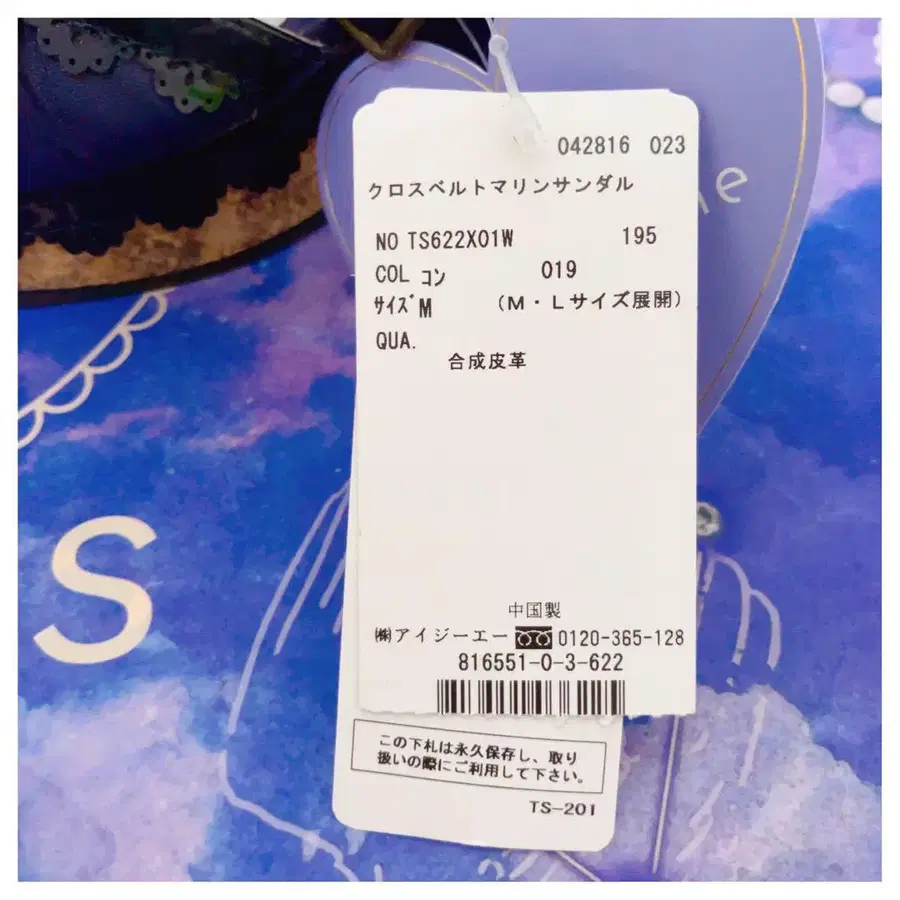 042816 023
クロスベルトマリンサンダル
NO TS622X01W 195
COL コン 019
サイズ M (M・Lサイズ展開)
QUA.
合成皮革
中国製
㈱アイジーエー 0120-365-128
816551-0-3-622
この下札は永久保存し、取り
扱いの際にご利用して下さい。
TS-201
S